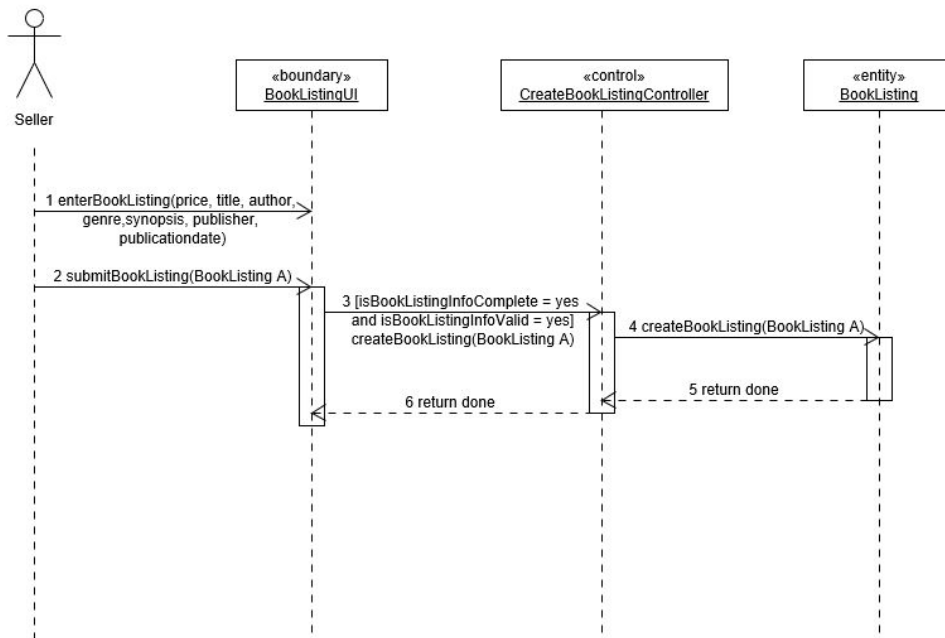 Seller
«boundary»
BookListingUI
«control»
CreateBookListingController
«entity»
BookListing
1 enterBookListing(price, title, author,
genre,synopsis, publisher,
publicationdate)
2 submitBookListing(BookListing A)
3 [isBookListingInfoComplete = yes
and isBookListingInfoValid = yes]
createBookListing(BookListing A)
4 createBookListing(BookListing A)
5 return done
6 return done